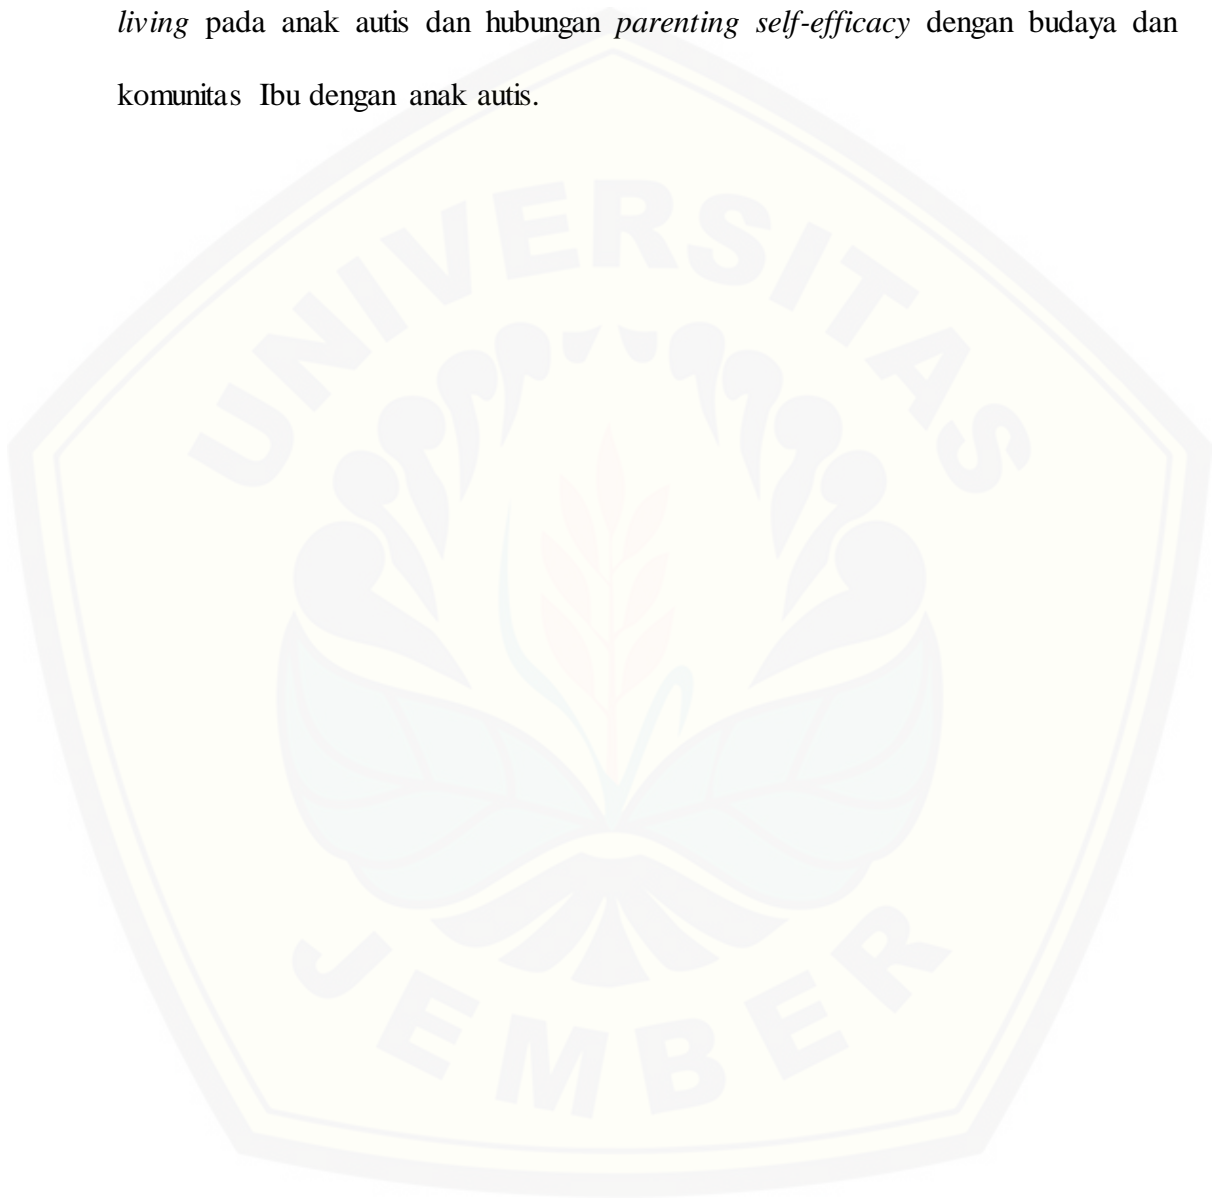 living pada anak autis dan hubungan parenting self-efficacy dengan budaya dan
komunitas Ibu dengan anak autis.
UNIVERSITAS
JEMBER